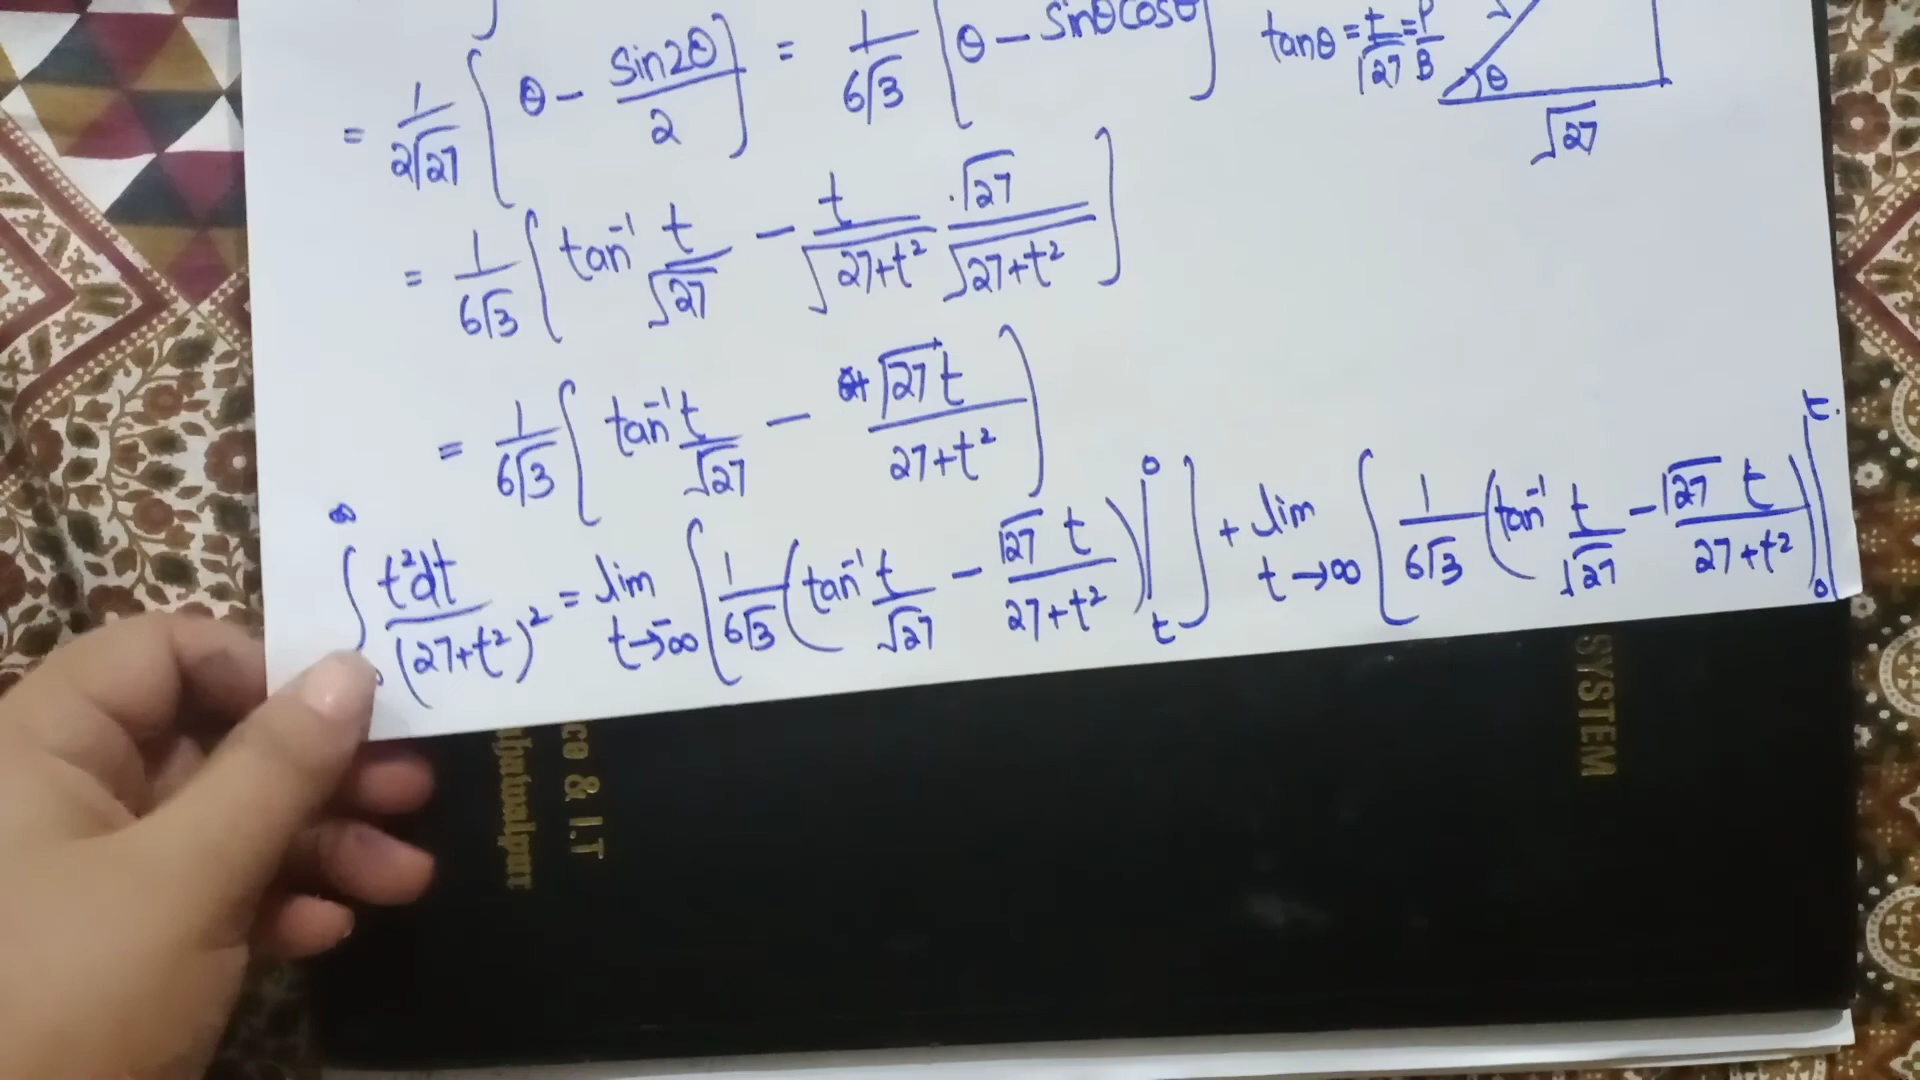 = 1/(2√27) [θ − sin2θ/2] = 1/(6√3) [θ − sinθcosθ] tanθ = t/√27 = P/B θ √27
= 1/(6√3) [tan⁻¹ t/√27 − t/√(27+t²) · √27/√(27+t²)]
= 1/(6√3) [tan⁻¹ t/√27 − √27 t/(27+t²)]
∫ t²dt/(27+t²)² = lim t→−∞ [1/(6√3) (tan⁻¹ t/√27 − √27 t/(27+t²)) |ₜ⁰] + lim t→∞ [1/(6√3) (tan⁻¹ t/√27 − √27 t/(27+t²)) |₀ᵗ
SYSTEM
& I.T